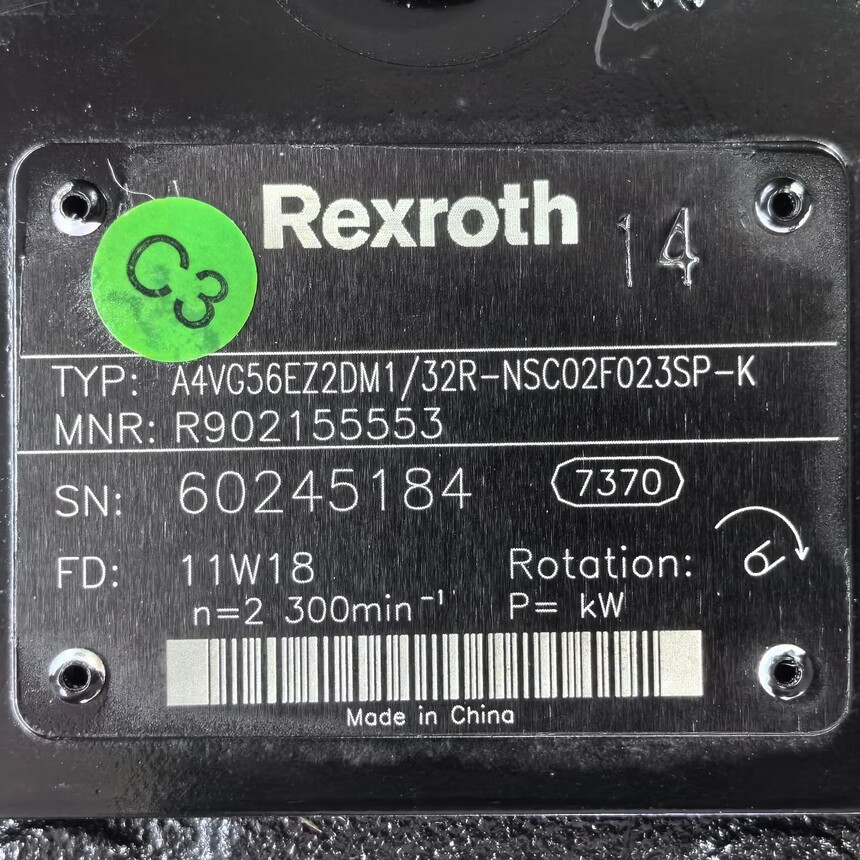 Rexroth
14
C3
TYP: A4VG56EZ2DM1/32R-NSC02F023SP-K
MNR: R902155553
SN: 60245184 7370
FD: 11W18 Rotation:
n=2 300min⁻¹ P= kW
Made in China